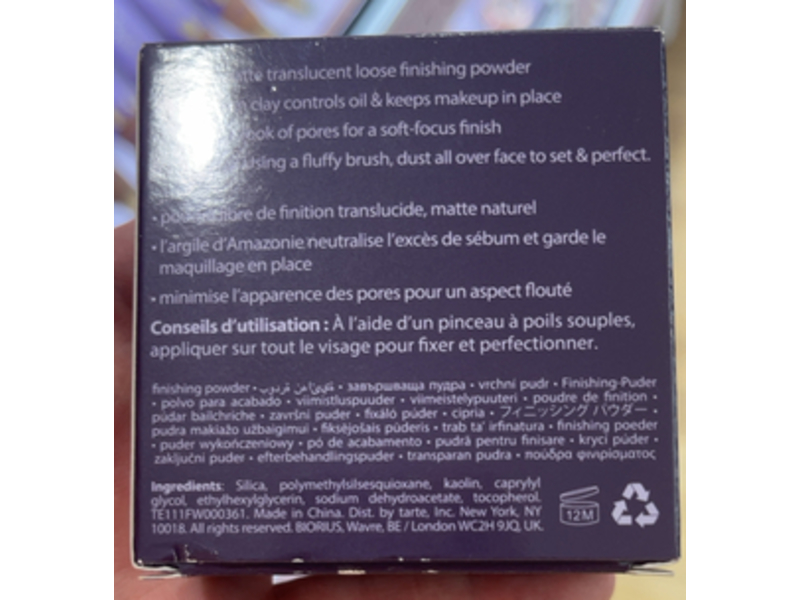 translucent loose finishing powder
clay controls oil & keeps makeup in place
of pores for a soft-focus finish
using a fluffy brush, dust all over face to set & perfect.
• de finition translucide, matte naturel
• l'argile d'Amazonie neutralise l'excès de sébum et garde le
maquillage en place
• minimise l'apparence des pores pour un aspect flouté
Conseils d'utilisation : À l'aide d'un pinceau à poils souples,
appliquer sur tout le visage pour fixer et perfectionner.
finishing powder • بودرة • завършваща пудра • vrchní pudr • Finishing-Puder
• polvo para acabado • viimistluspuuder • viimeistelypuuteri • poudre de finition •
púdar bailchríche • završni puder • fixáló púder • cipria • フィニッシング パウダー •
pudra makiažo užbaigimui • fiksējošais pūderis • trab ta' irfinatura • finishing poeder
• puder wykończeniowy • pó de acabamento • pudră pentru finisare • krycí púder •
zaključni puder • efterbehandlingspuder • transparan pudra • πούδρα φινιρίσματος
Ingredients: Silica, polymethylsilsesquioxane, kaolin, caprylyl
glycol, ethylhexylglycerin, sodium dehydroacetate, tocopherol.
TE111FW000361. Made in China. Dist. by tarte, Inc. New York, NY
10018. All rights reserved. BIORIUS, Wavre, BE / London WC2H 9JQ, UK.
12M